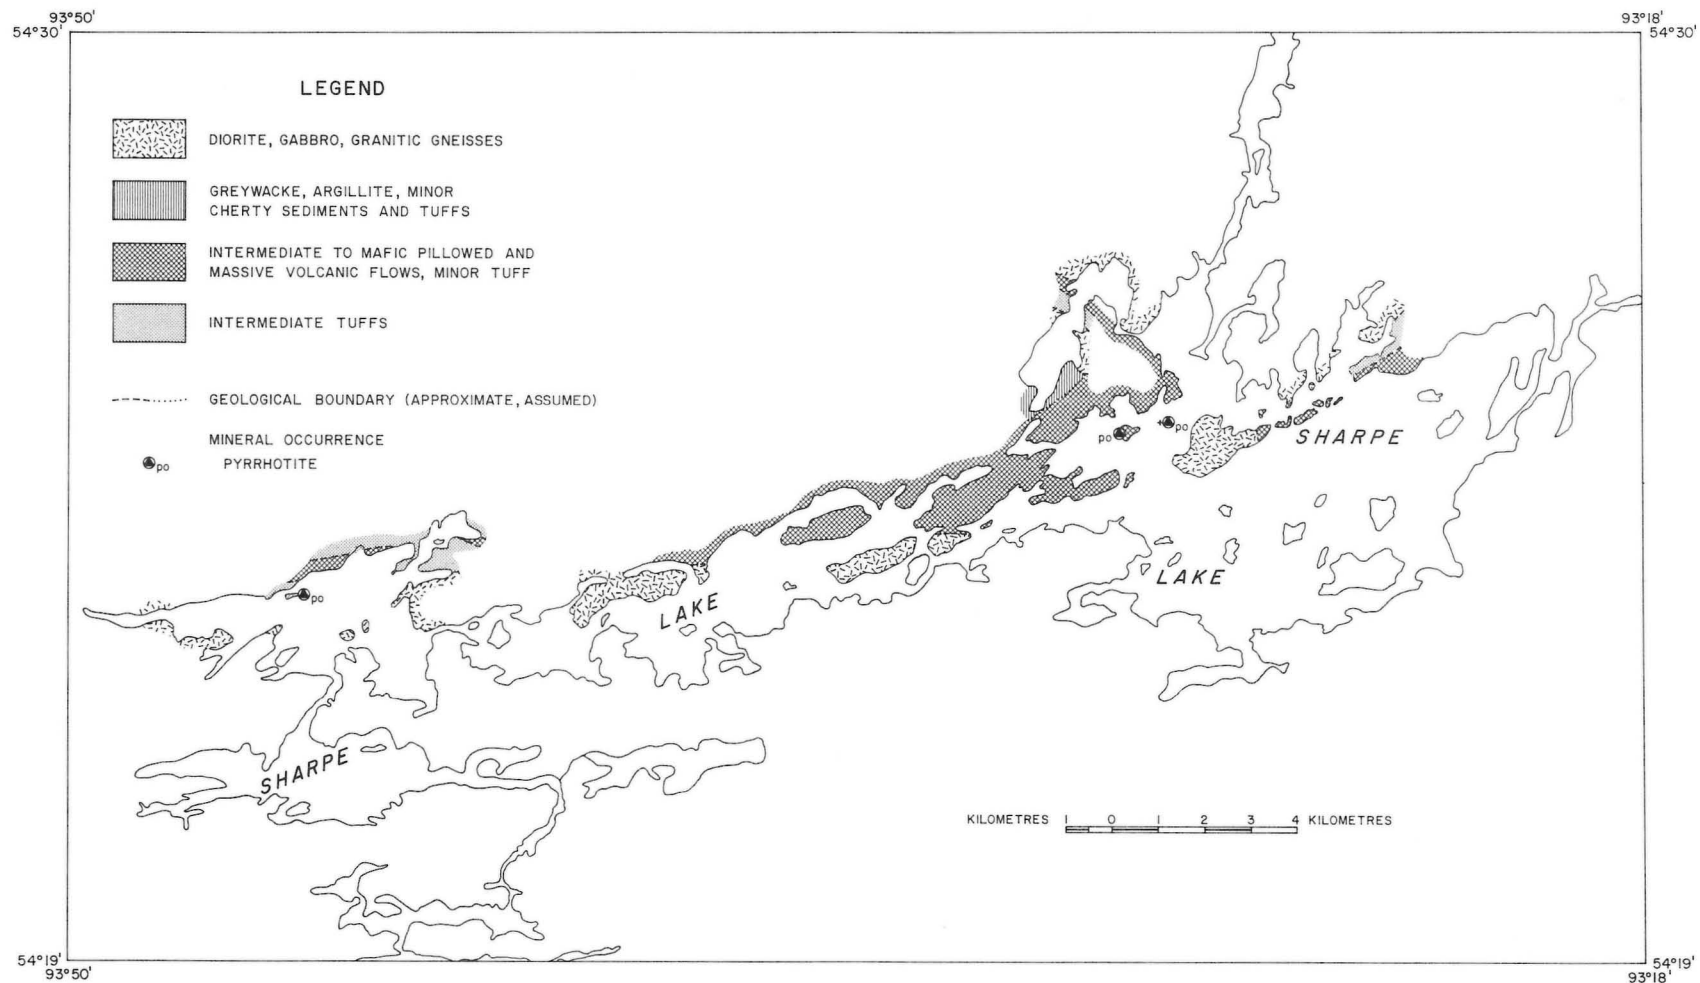 93°50'
93°18'
54°30'
54°30'
LEGEND
DIORITE, GABBRO, GRANITIC GNEISSES
GREYWACKE, ARGILLITE, MINOR
CHERTY SEDIMENTS AND TUFFS
INTERMEDIATE TO MAFIC PILLOWED AND
MASSIVE VOLCANIC FLOWS, MINOR TUFF
INTERMEDIATE TUFFS
GEOLOGICAL BOUNDARY (APPROXIMATE, ASSUMED)
MINERAL OCCURRENCE
po
PYRRHOTITE
po
po
SHARPE
LAKE
po
LAKE
SHARPE
KILOMETRES 1 0 1 2 3 4 KILOMETRES
54°19'
54°19'
93°50'
93°18'